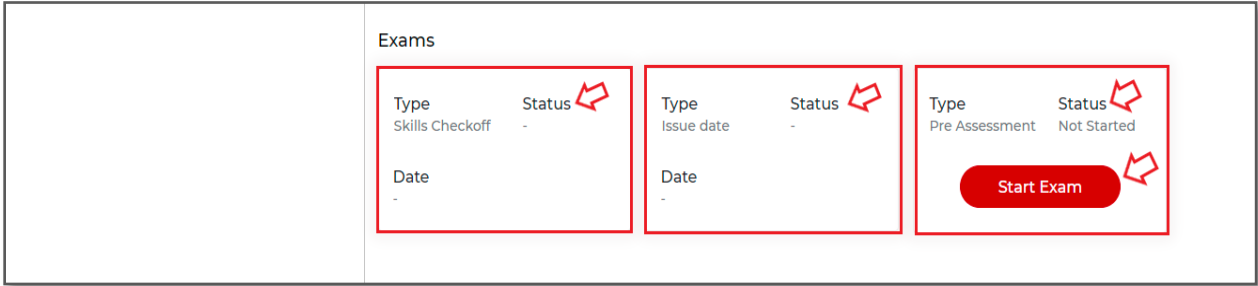 Exams
Type Status
Skills Checkoff -
Date
-
Type Status
Issue date -
Date
-
Type Status
Pre Assessment Not Started
Start Exam